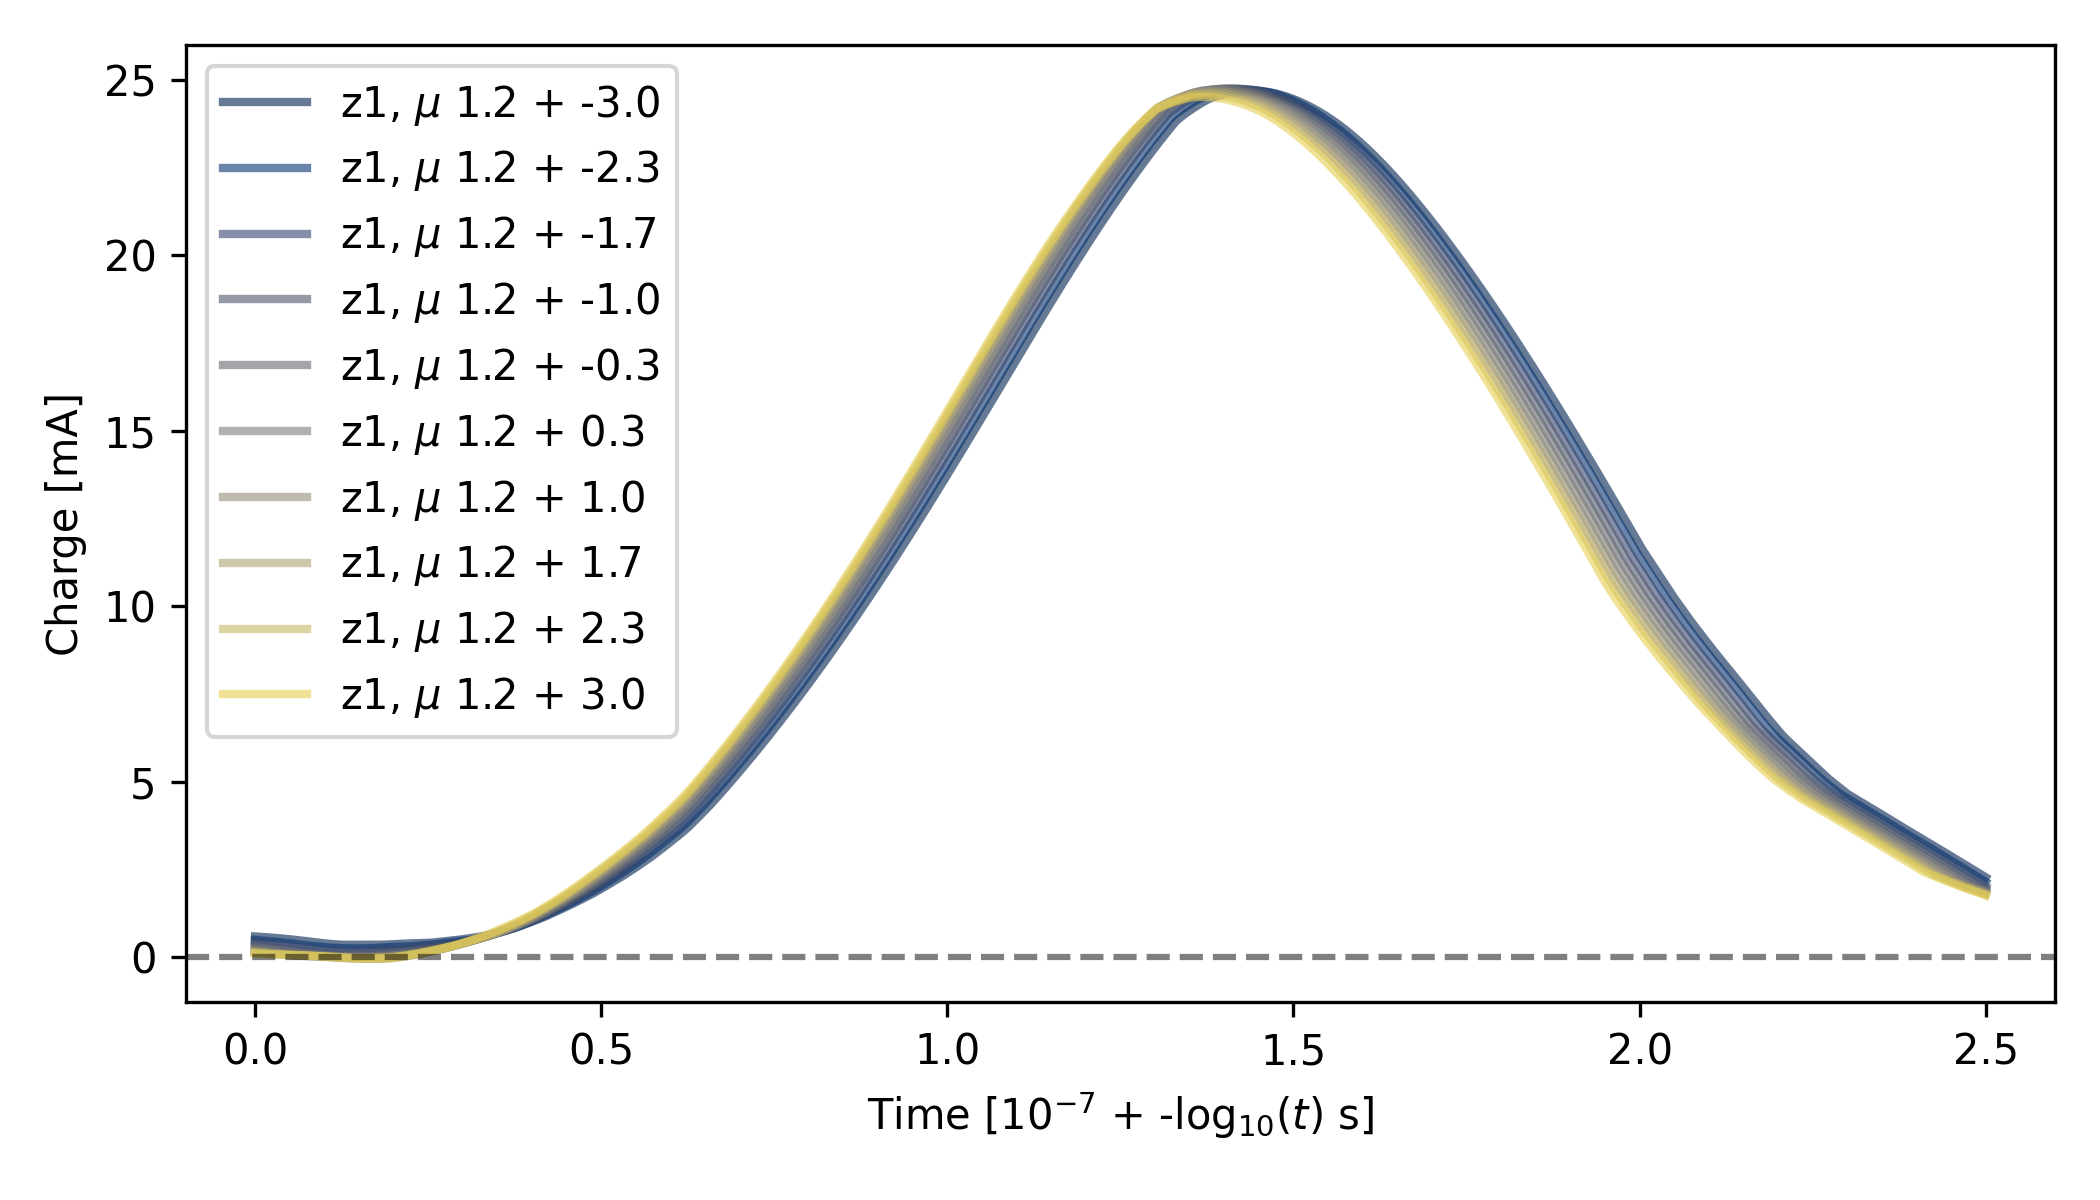 25
20
15
10
5
0
Charge [mA]
z1, μ 1.2 + -3.0
z1, μ 1.2 + -2.3
z1, μ 1.2 + -1.7
z1, μ 1.2 + -1.0
z1, μ 1.2 + -0.3
z1, μ 1.2 + 0.3
z1, μ 1.2 + 1.0
z1, μ 1.2 + 1.7
z1, μ 1.2 + 2.3
z1, μ 1.2 + 3.0
0.0 0.5 1.0 1.5 2.0 2.5
Time [10⁻⁷ + -log₁₀(t) s]